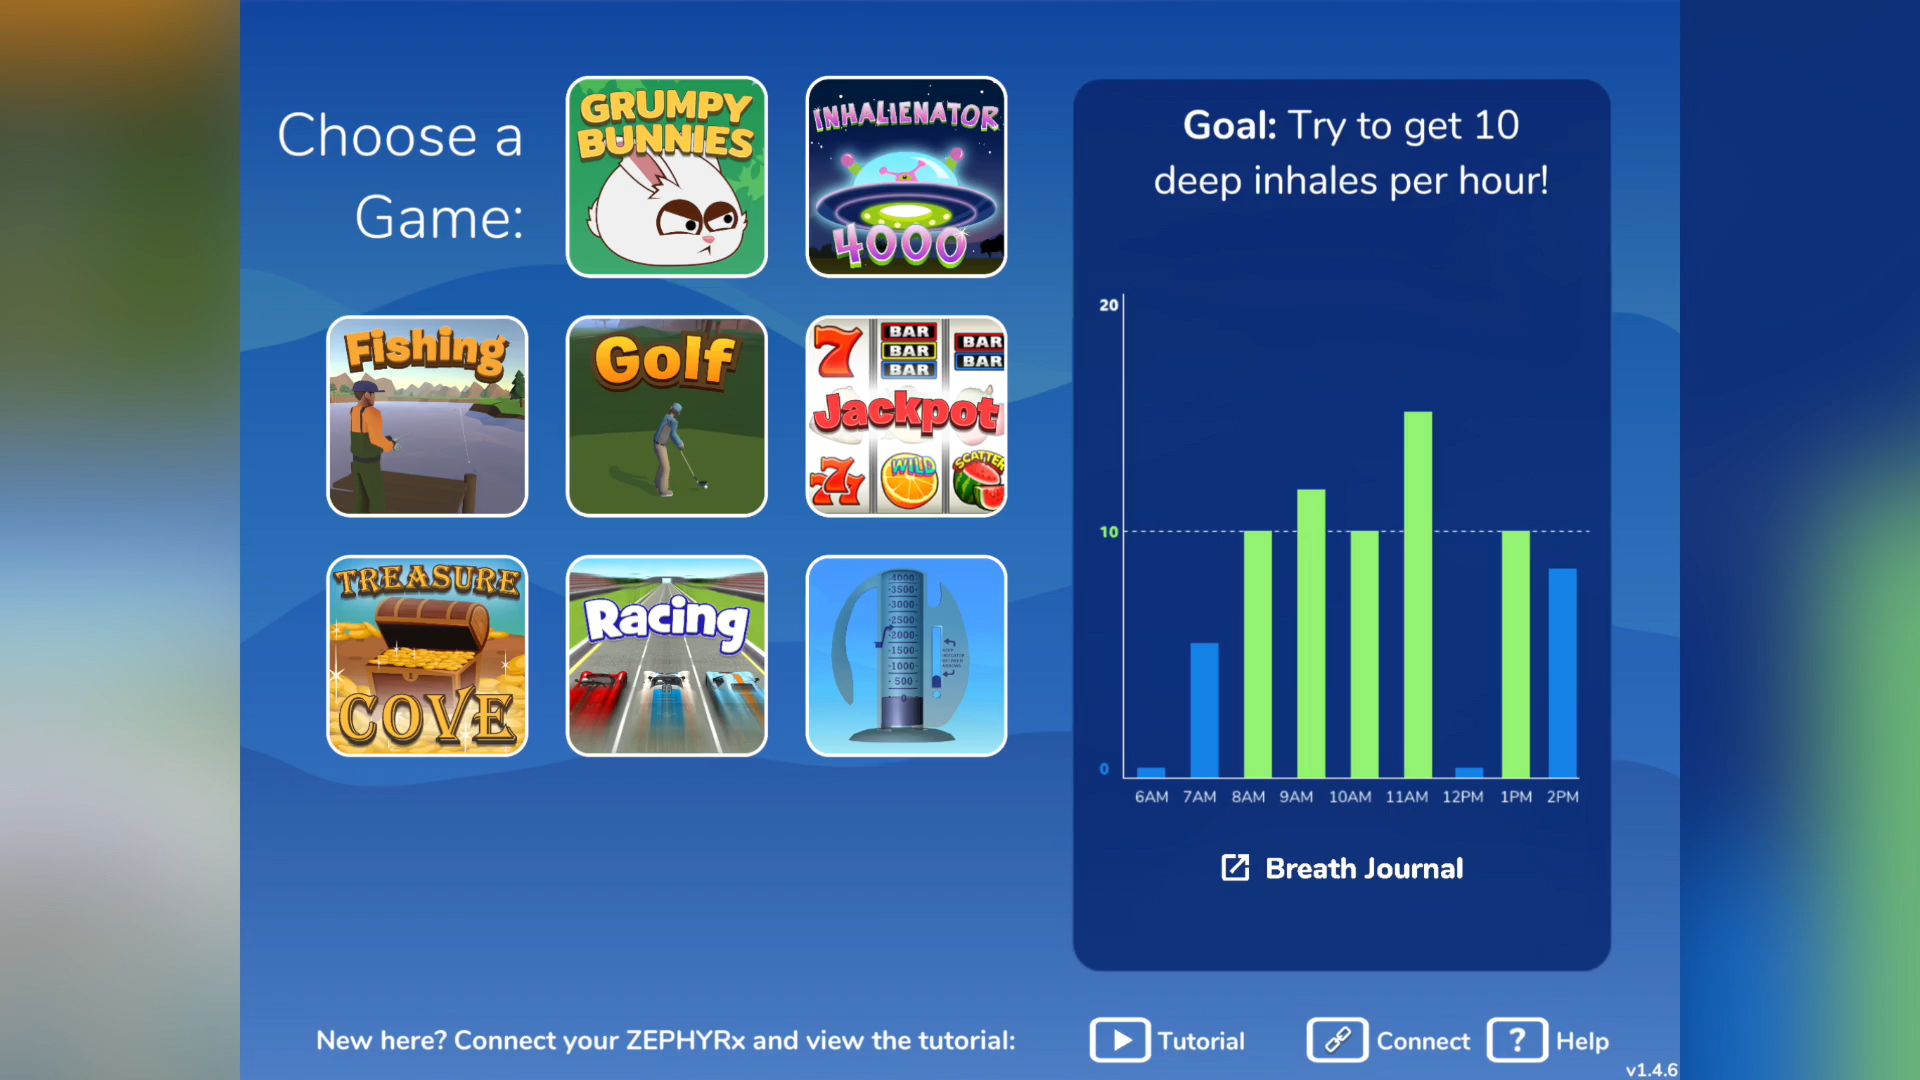 Choose a
Game:
GRUMPY
BUNNIES
INHALIENATOR
4000
Fishing
Golf
7
BAR
BAR
BAR
BAR
BAR
Jackpot
777
WILD
SCATTER
TREASURE
COVE
Racing
4000
3500
3000
2500
2000
1500
1000
500
0
Goal: Try to get 10
deep inhales per hour!
20
10
0
6AM 7AM 8AM 9AM 10AM 11AM 12PM 1PM 2PM
Breath Journal
New here? Connect your ZEPHYRx and view the tutorial:
Tutorial
Connect
? Help
v1.4.6